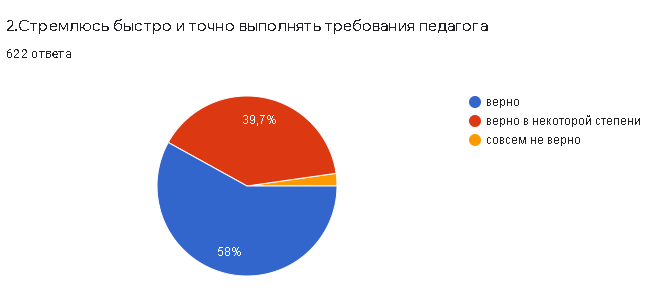 2.Стремлюсь быстро и точно выполнять требования педагога
622 ответа
39,7%
58%
верно
верно в некоторой степени
совсем не верно